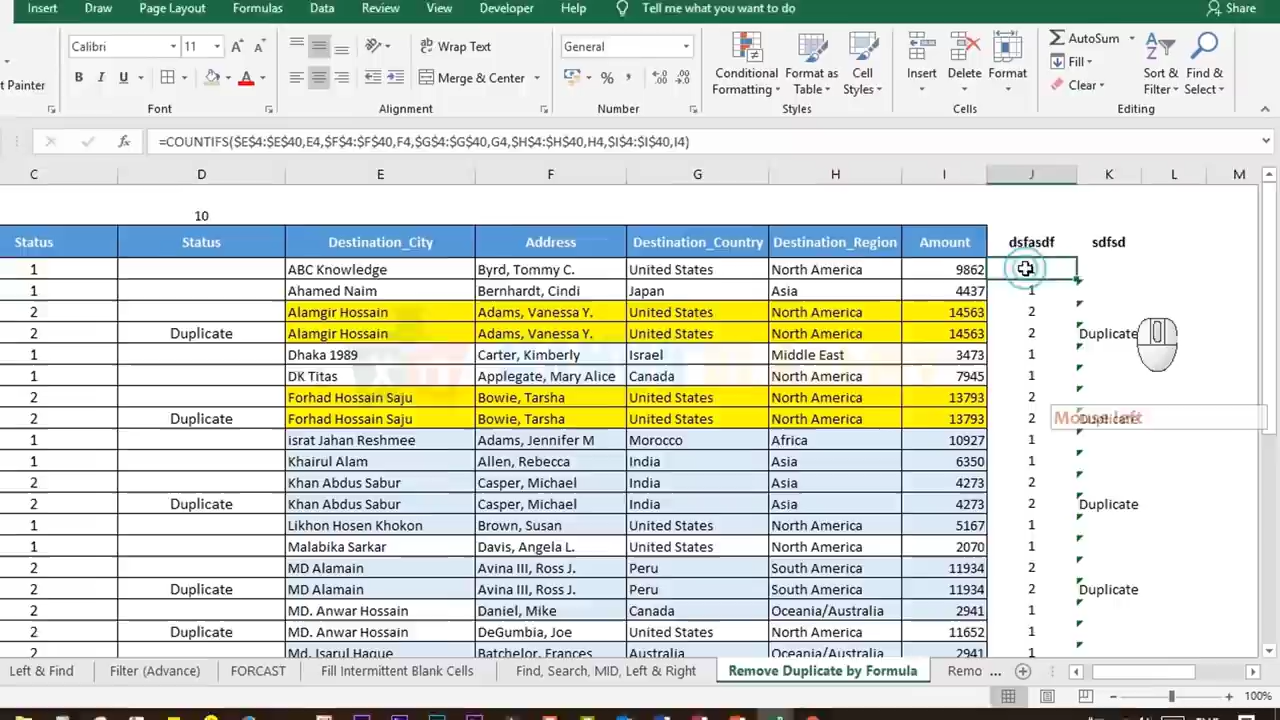 Insert Draw Page Layout Formulas Data Review View Developer Help Tell me what you want to do Share
Calibri 11 A A Wrap Text General AutoSum
t Painter B I U A Merge & Center % , Conditional Formatting Format as Table Cell Styles Insert Delete Format Fill Clear Sort & Filter Find & Select
Font Alignment Number Styles Cells Editing
fx =COUNTIFS($E$4:$E$40,E4,$F$4:$F$40,F4,$G$4:$G$40,G4,$H$4:$H$40,H4,$I$4:$I$40,I4)
C D E F G H I J K L M
10
Status Status Destination_City Address Destination_Country Destination_Region Amount dsfasdf sdfsd
1 ABC Knowledge Byrd, Tommy C. United States North America 9862
1 Ahamed Naim Bernhardt, Cindi Japan Asia 4437 1
2 Alamgir Hossain Adams, Vanessa Y. United States North America 14563 2
2 Duplicate Alamgir Hossain Adams, Vanessa Y. United States North America 14563 2 Duplicate
1 Dhaka 1989 Carter, Kimberly Israel Middle East 3473 1
1 DK Titas Applegate, Mary Alice Canada North America 7945 1
2 Forhad Hossain Saju Bowie, Tarsha United States North America 13793 2
2 Duplicate Forhad Hossain Saju Bowie, Tarsha United States North America 13793 2 Duplicate Mouse Left
1 israt Jahan Reshmee Adams, Jennifer M Morocco Africa 10927 1
1 Khairul Alam Allen, Rebecca India Asia 6350 1
2 Khan Abdus Sabur Casper, Michael India Asia 4273 2
2 Duplicate Khan Abdus Sabur Casper, Michael India Asia 4273 2 Duplicate
1 Likhon Hosen Khokon Brown, Susan United States North America 5167 1
1 Malabika Sarkar Davis, Angela L. United States North America 2070 1
2 MD Alamain Avina III, Ross J. Peru South America 11934 2
2 Duplicate MD Alamain Avina III, Ross J. Peru South America 11934 2 Duplicate
2 MD. Anwar Hossain Daniel, Mike Canada Oceania/Australia 2941 1
2 Duplicate MD. Anwar Hossain DeGumbia, Joe United States North America 11652 1
2 Md. Isarul Haque Batchelor, Frances Australia Oceania/Australia 2941 1
Left & Find Filter (Advance) FORCAST Fill Intermittent Blank Cells Find, Search, MID, Left & Right Remove Duplicate by Formula Remo ...
100%